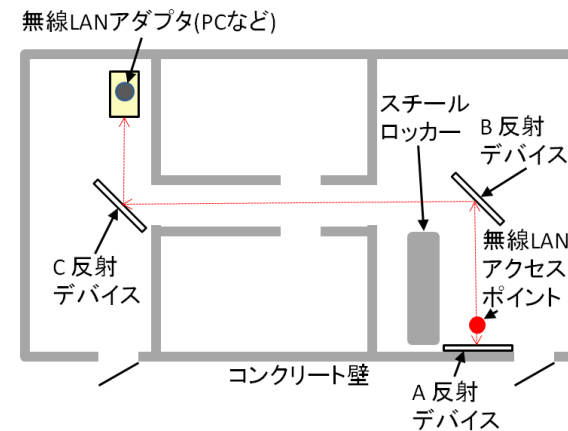 無線LANアダプタ(PCなど)
スチール
ロッカー
B 反射
デバイス
無線LAN
アクセス
ポイント
C 反射
デバイス
コンクリート壁
A 反射
デバイス